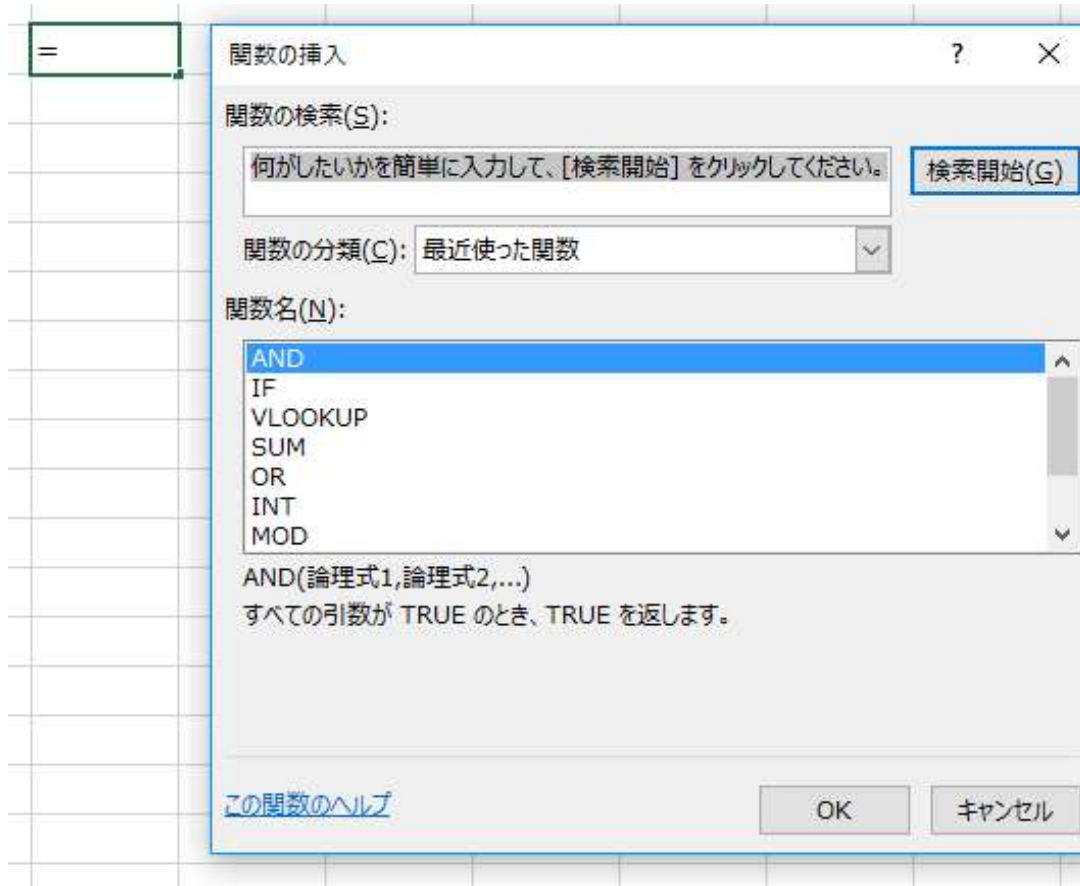 =
関数の挿入 ? ×
関数の検索(S):
何がしたいかを簡単に入力して、[検索開始] をクリックしてください。
検索開始(G)
関数の分類(C): 最近使った関数
関数名(N):
AND
IF
VLOOKUP
SUM
OR
INT
MOD
AND(論理式1,論理式2,...)
すべての引数が TRUE のとき、TRUE を返します。
この関数のヘルプ
OK
キャンセル